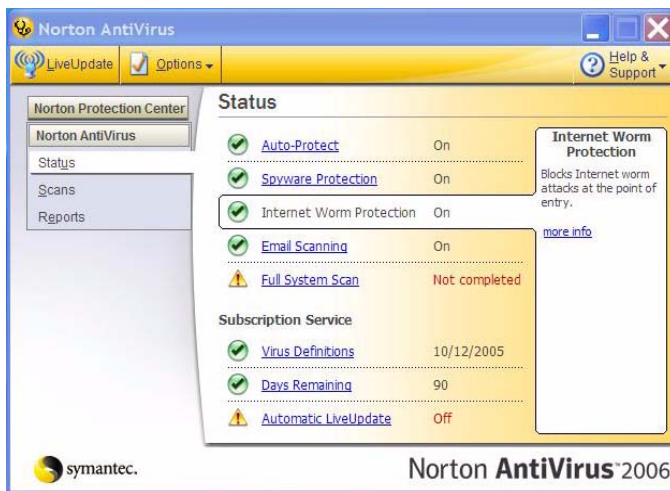 Norton AntiVirus
LiveUpdate Options Help & Support
Norton Protection Center
Norton AntiVirus
Status
Scans
Reports
Status
Auto-Protect On
Spyware Protection On
Internet Worm Protection On
Email Scanning On
Full System Scan Not completed
Subscription Service
Virus Definitions 10/12/2005
Days Remaining 90
Automatic LiveUpdate Off
Internet Worm
Protection
Blocks Internet worm
attacks at the point of
entry.
more info
symantec.
Norton AntiVirus™2006